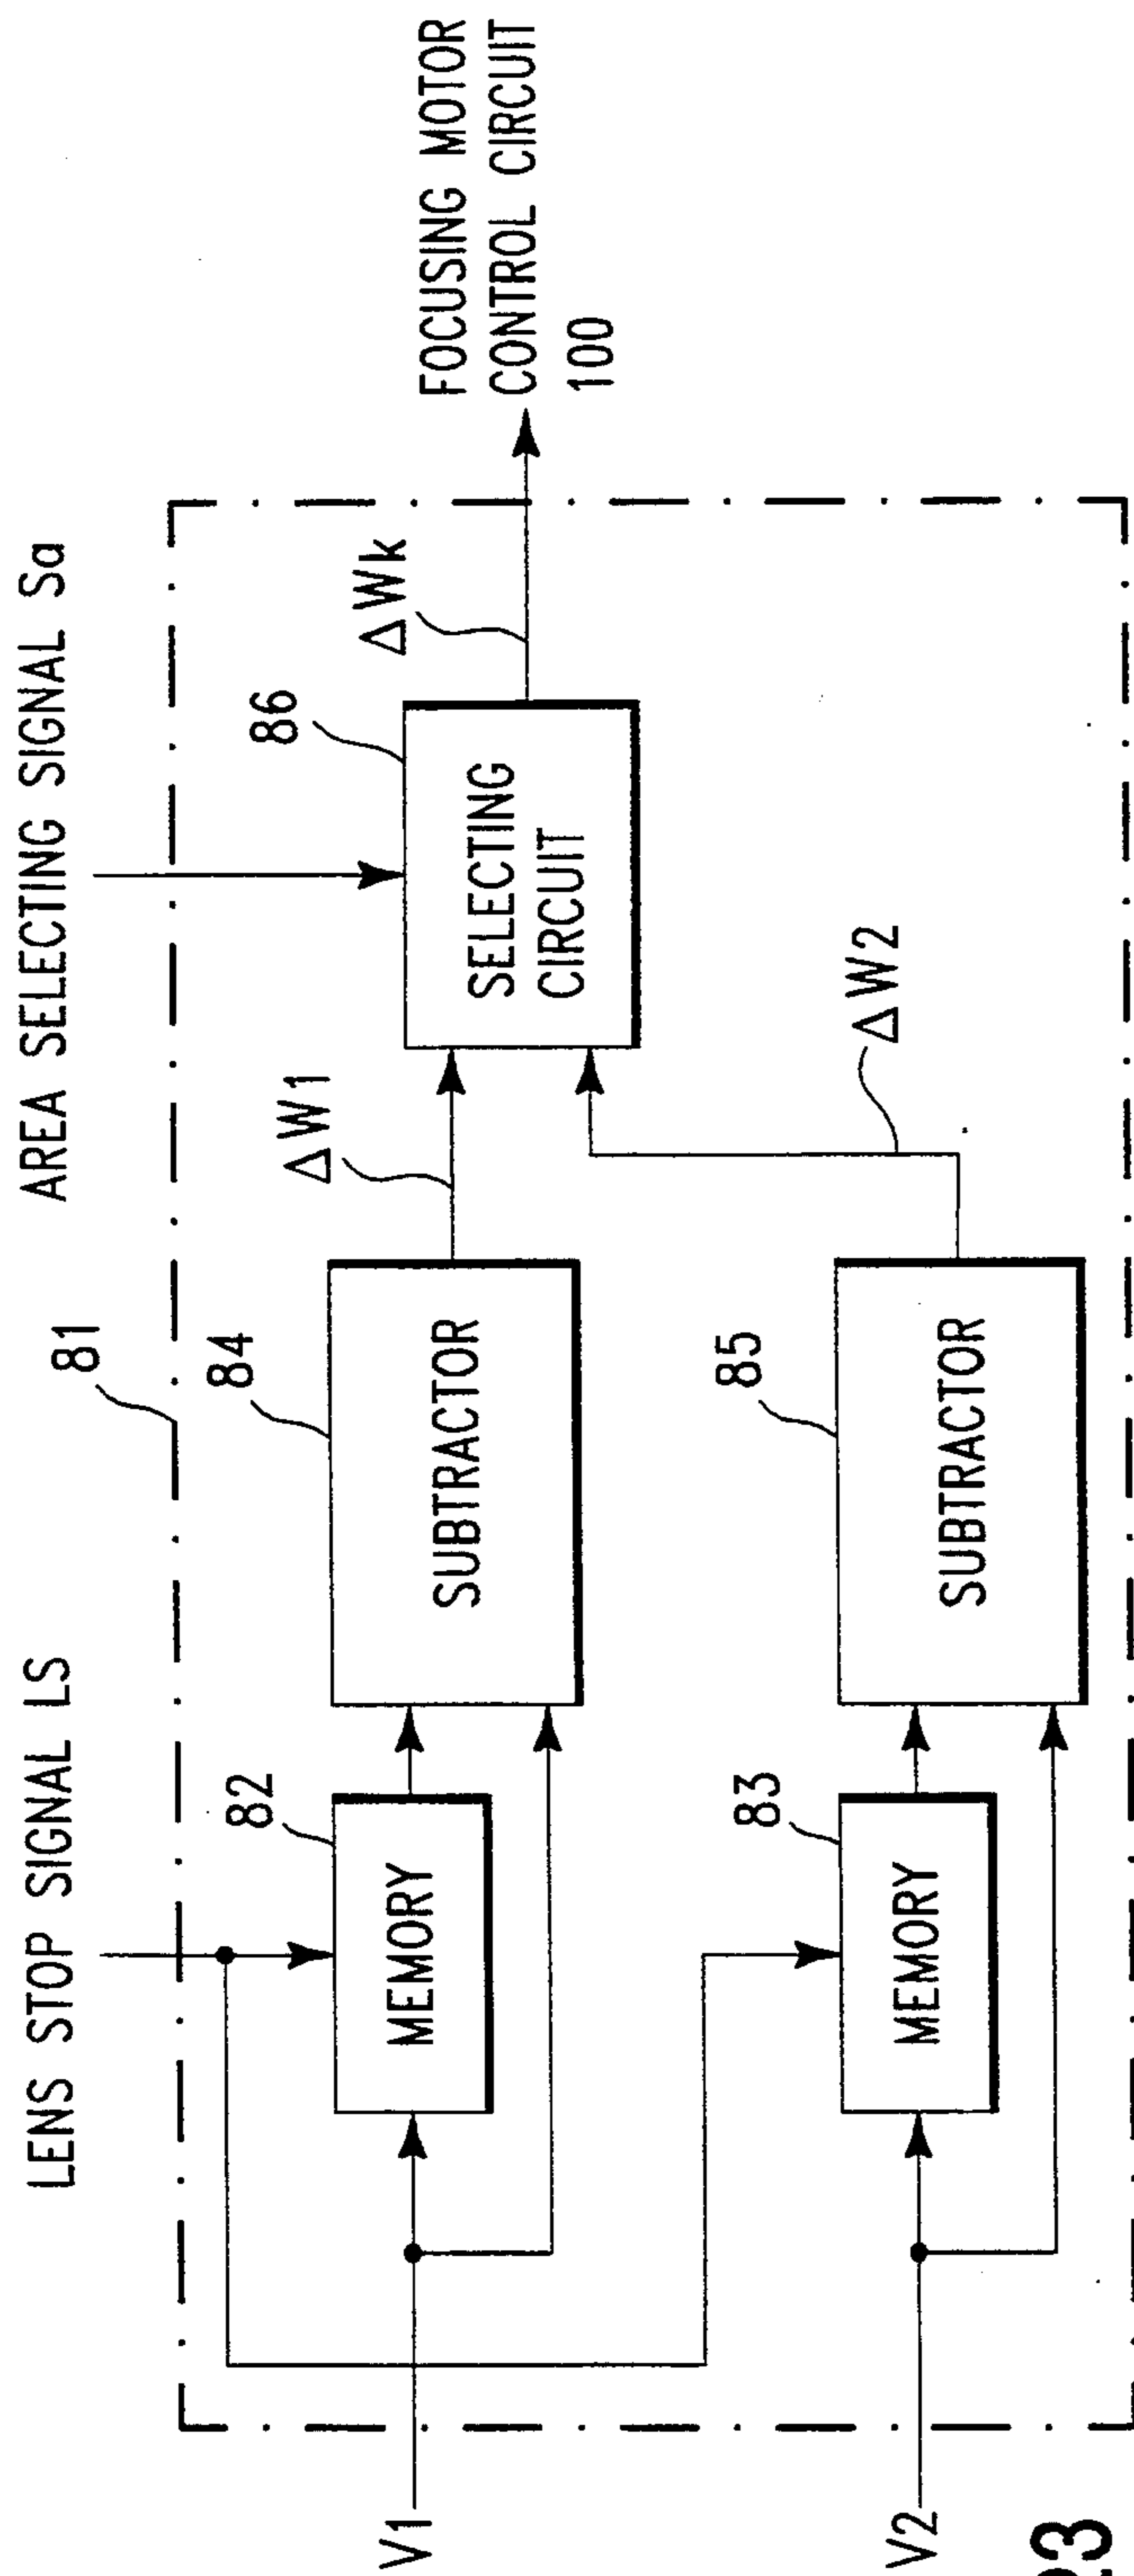 LENS STOP SIGNAL LS
AREA SELECTING SIGNAL Sa
81
82
84
86
ΔW1
ΔWk
FOCUSING MOTOR
CONTROL CIRCUIT
100
V1
MEMORY
SUBTRACTOR
SELECTING
CIRCUIT
83
85
ΔW2
V2
MEMORY
SUBTRACTOR
23